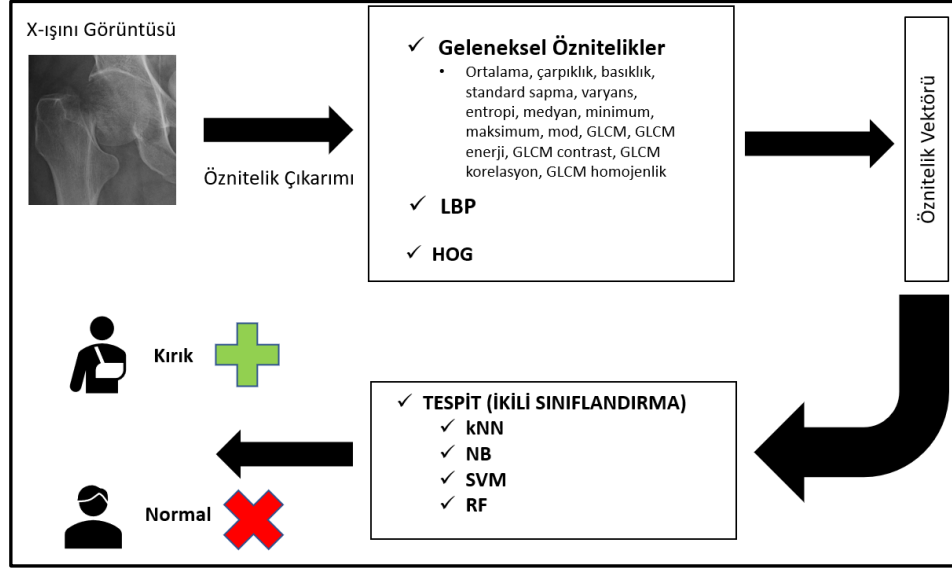 X-ışını Görüntüsü
Öznitelik Çıkarımı
✓ Geleneksel Öznitelikler
• Ortalama, çarpıklık, basıklık,
standard sapma, varyans,
entropi, medyan, minimum,
maksimum, mod, GLCM, GLCM
enerji, GLCM contrast, GLCM
korelasyon, GLCM homojenlik
✓ LBP
✓ HOG
Öznitelik Vektörü
✓ TESPİT (İKİLİ SINIFLANDIRMA)
✓ kNN
✓ NB
✓ SVM
✓ RF
Kırık
Normal